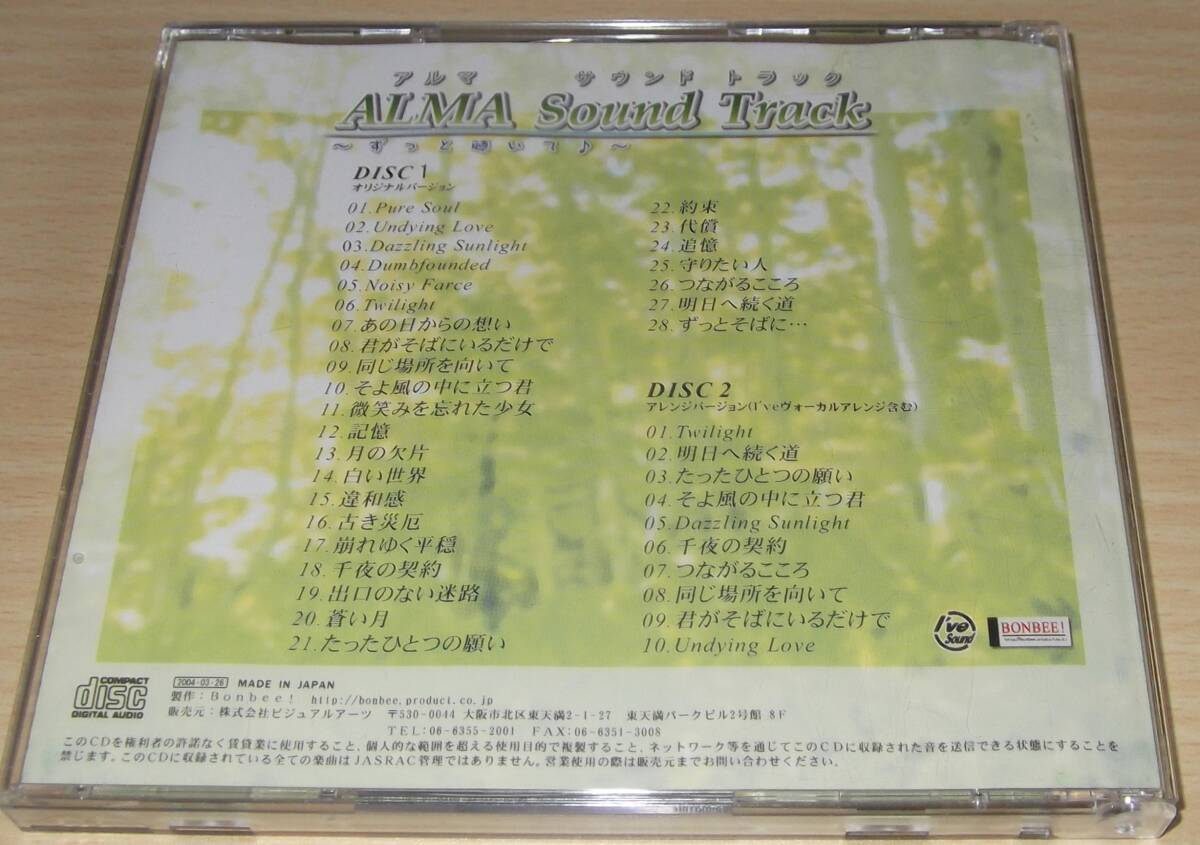 アルマ サウンドトラック
ALMA Sound Track
~ずっと聴いて♪~
DISC 1
オリジナルバージョン
01.Pure Soul
02.Undying Love
03.Dazzling Sunlight
04.Dumbfounded
05.Noisy Farce
06.Twilight
07.あの日からの想い
08.君がそばにいるだけで
09.同じ場所を向いて
10.そよ風の中に立つ君
11.微笑みを忘れた少女
12.記憶
13.月の欠片
14.白い世界
15.違和感
16.古き災厄
17.崩れゆく平穏
18.千夜の契約
19.出口のない迷路
20.蒼い月
21.たったひとつの願い
22.約束
23.代償
24.追憶
25.守りたい人
26.つながるこころ
27.明日へ続く道
28.ずっとそばに…
DISC 2
アレンジバージョン(I'veヴォーカルアレンジ含む)
01.Twilight
02.明日へ続く道
03.たったひとつの願い
04.そよ風の中に立つ君
05.Dazzling Sunlight
06.千夜の契約
07.つながるこころ
08.同じ場所を向いて
09.君がそばにいるだけで
10.Undying Love
I've Sound
BONBEE!
COMPACT disc DIGITAL AUDIO
2004・03・26 MADE IN JAPAN
製作:Bonbee! http://bonbee.product.co.jp
販売元:株式会社ビジュアルアーツ 〒530-0044 大阪市北区東天満2-1-27 東天満パークビル2号館 8F
TEL:06-6355-2001 FAX:06-6351-3008
このCDを権利者の許諾なく賃貸業に使用すること、個人的な範囲を超える使用目的で複製すること、ネットワーク等を通じてこのCDに収録された音を送信できる状態にすることを
禁じます。このCDに収録されている全ての楽曲はJASRAC管理ではありません。営業使用の際は販売元までお問い合わせください。